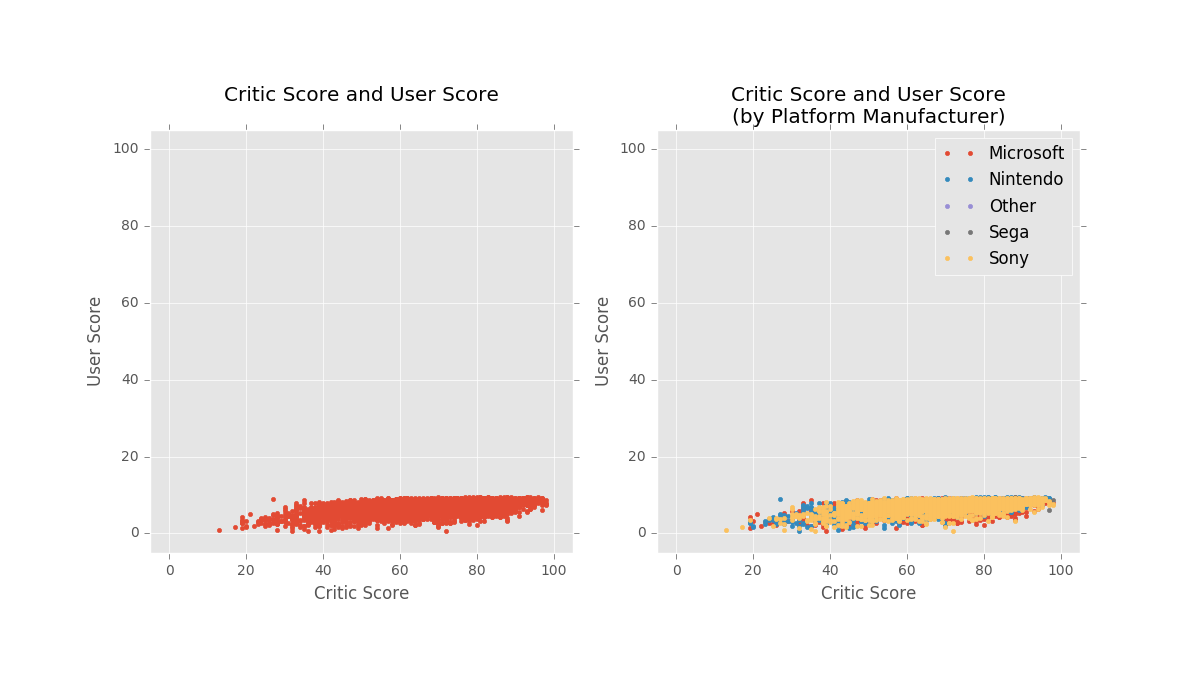 Critic Score and User Score
100
80
60
40
20
0
User Score
0 20 40 60 80 100
Critic Score
Critic Score and User Score
(by Platform Manufacturer)
100
80
60
40
20
0
User Score
Microsoft
Nintendo
Other
Sega
Sony
0 20 40 60 80 100
Critic Score